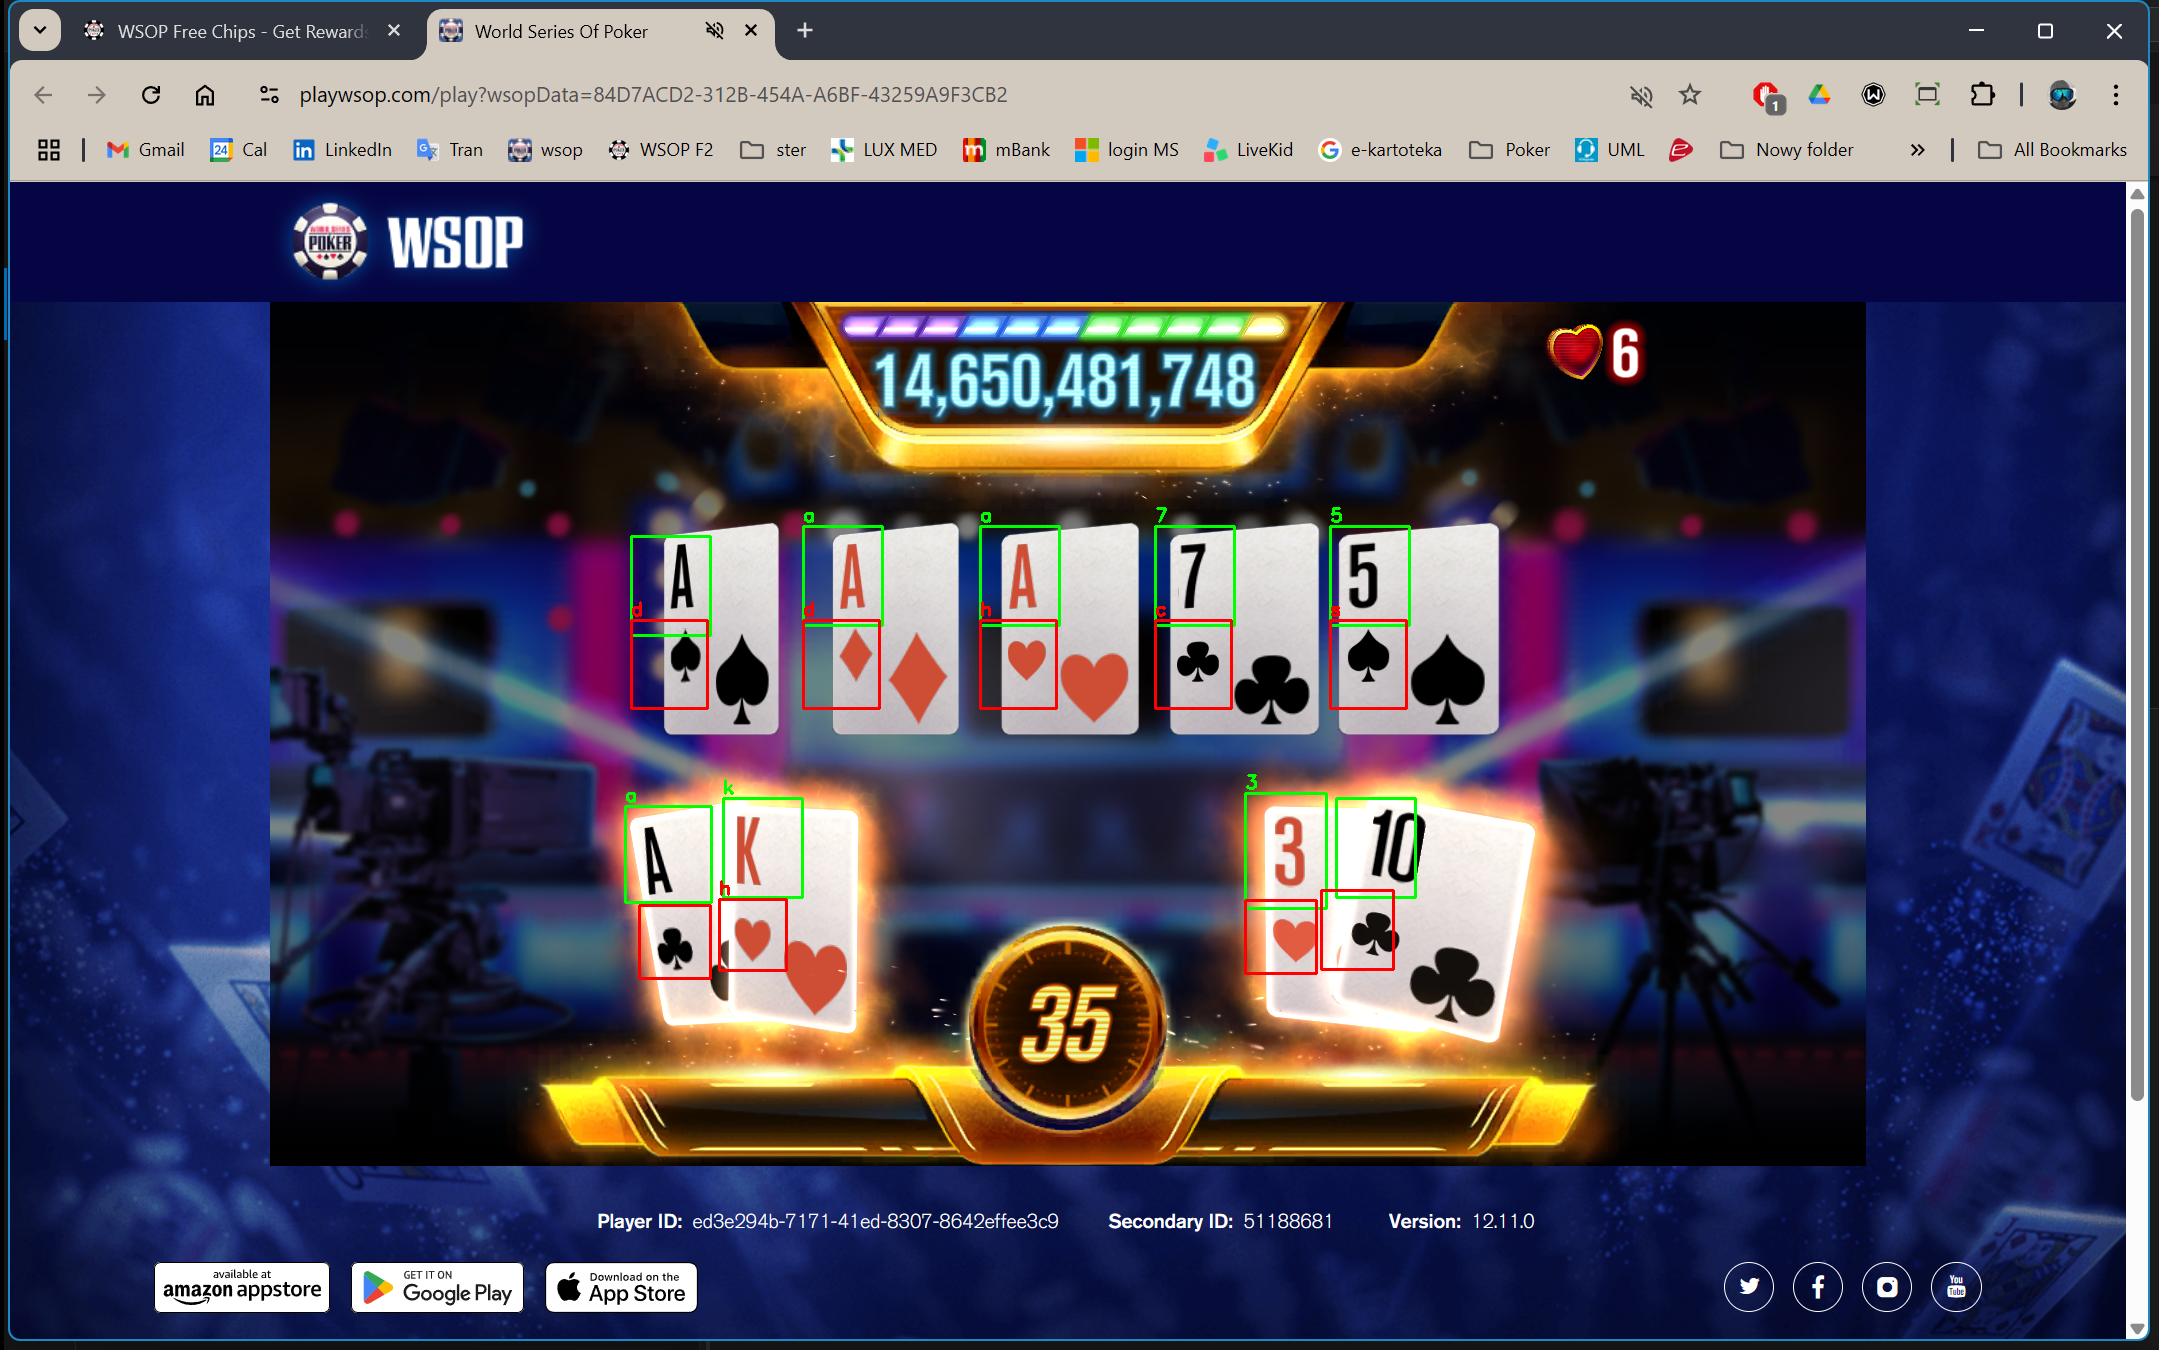 WSOP Free Chips - Get Rewards
World Series Of Poker
playwsop.com/play?wsopData=84D7ACD2-312B-454A-A6BF-43259A9F3CB2
1
Gmail
24 Cal
LinkedIn
Tran
wsop
WSOP F2
ster
LUX MED
mBank
login MS
LiveKid
e-kartoteka
Poker
UML
Nowy folder
All Bookmarks
WORLD SERIES
POKER
WSOP
14,650,481,748
6
a a 7 5
A A A 7 5
d d h c s
a k 3
A K 3 10
h
35
Player ID: ed3e294b-7171-41ed-8307-8642effee3c9 Secondary ID: 51188681 Version: 12.11.0
available at
amazon appstore
GET IT ON
Google Play
Download on the
App Store
You
Tube